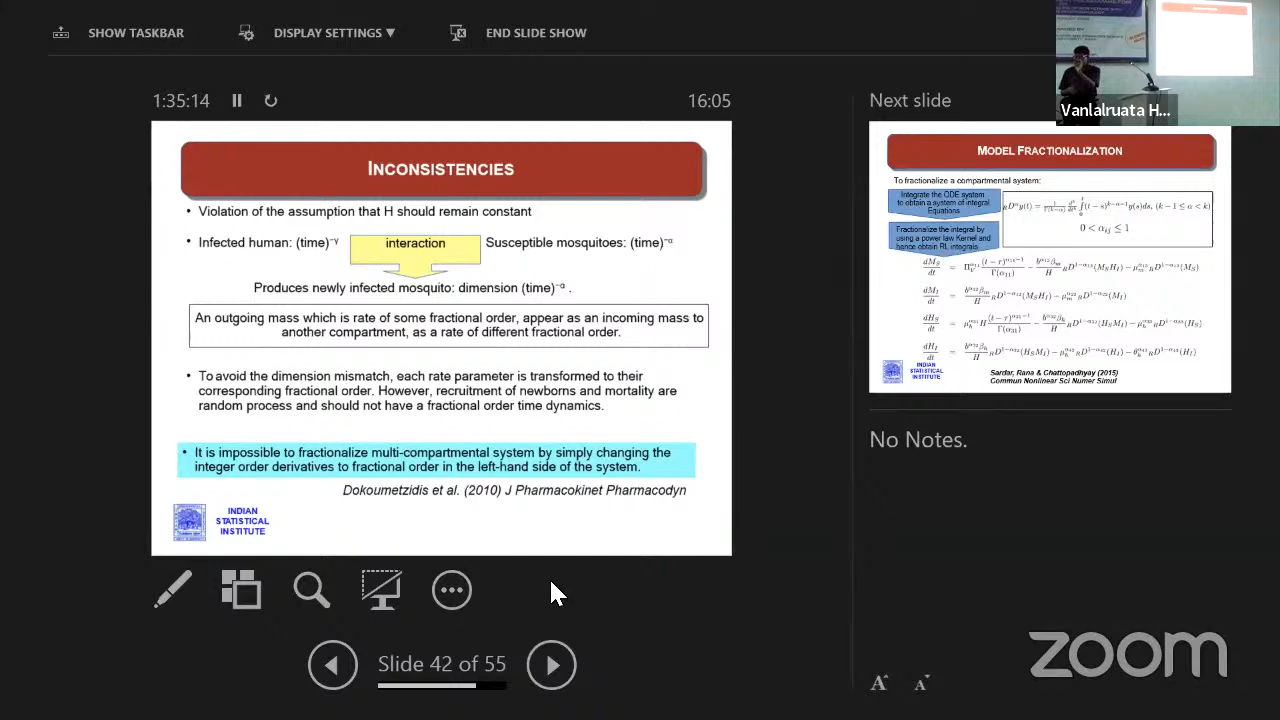 SHOW TASKBAR
DISPLAY SETTINGS ▼
END SLIDE SHOW
1:35:14
16:05
INCONSISTENCIES
• Violation of the assumption that H should remain constant
• Infected human: (time)⁻ᵞ
interaction
Susceptible mosquitoes: (time)⁻ᵅ
Produces newly infected mosquito: dimension (time)⁻ᵅ .
An outgoing mass which is rate of some fractional order, appear as an incoming mass to
another compartment, as a rate of different fractional order.
• Toavoid the dimension mismatch, each rate parameter is transformed to their
corresponding fractional order. However, recruitment of newborns and mortality are
random process and should not have a fractional order time dynamics.
• It is impossible to fractionalize multi-compartmental system by simply changing the
integer order derivatives to fractional order in the left-hand side of the system.
Dokoumetzidis et al. (2010) J Pharmacokinet Pharmacodyn
INDIAN
STATISTICAL
INSTITUTE
Slide 42 of 55
Next slide
Vanlalruata H...
MODEL FRACTIONALIZATION
To fractionalize a compartmental system:
Integrate the ODE system
to obtain a system of integral
Equations
Fractionalize the integral by
using a power law Kernel and
hence obtain RL integrals
0 < αᵢⱼ ≤ 1
INDIAN
STATISTICAL
INSTITUTE
Sardar, Rana & Chattopadhyay (2015)
Commun Nonlinear Sci Numer Simul
No Notes.
A A
zoom